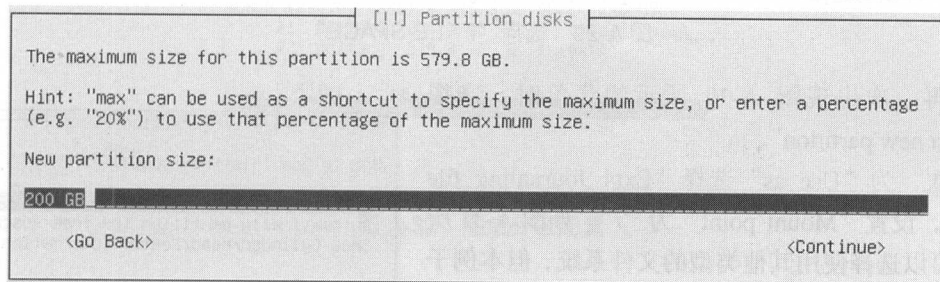 [!!] Partition disks
The maximum size for this partition is 579.8 GB.
Hint: "max" can be used as a shortcut to specify the maximum size, or enter a percentage
(e.g. "20%") to use that percentage of the maximum size.
New partition size:
200 GB
<Go Back> <Continue>